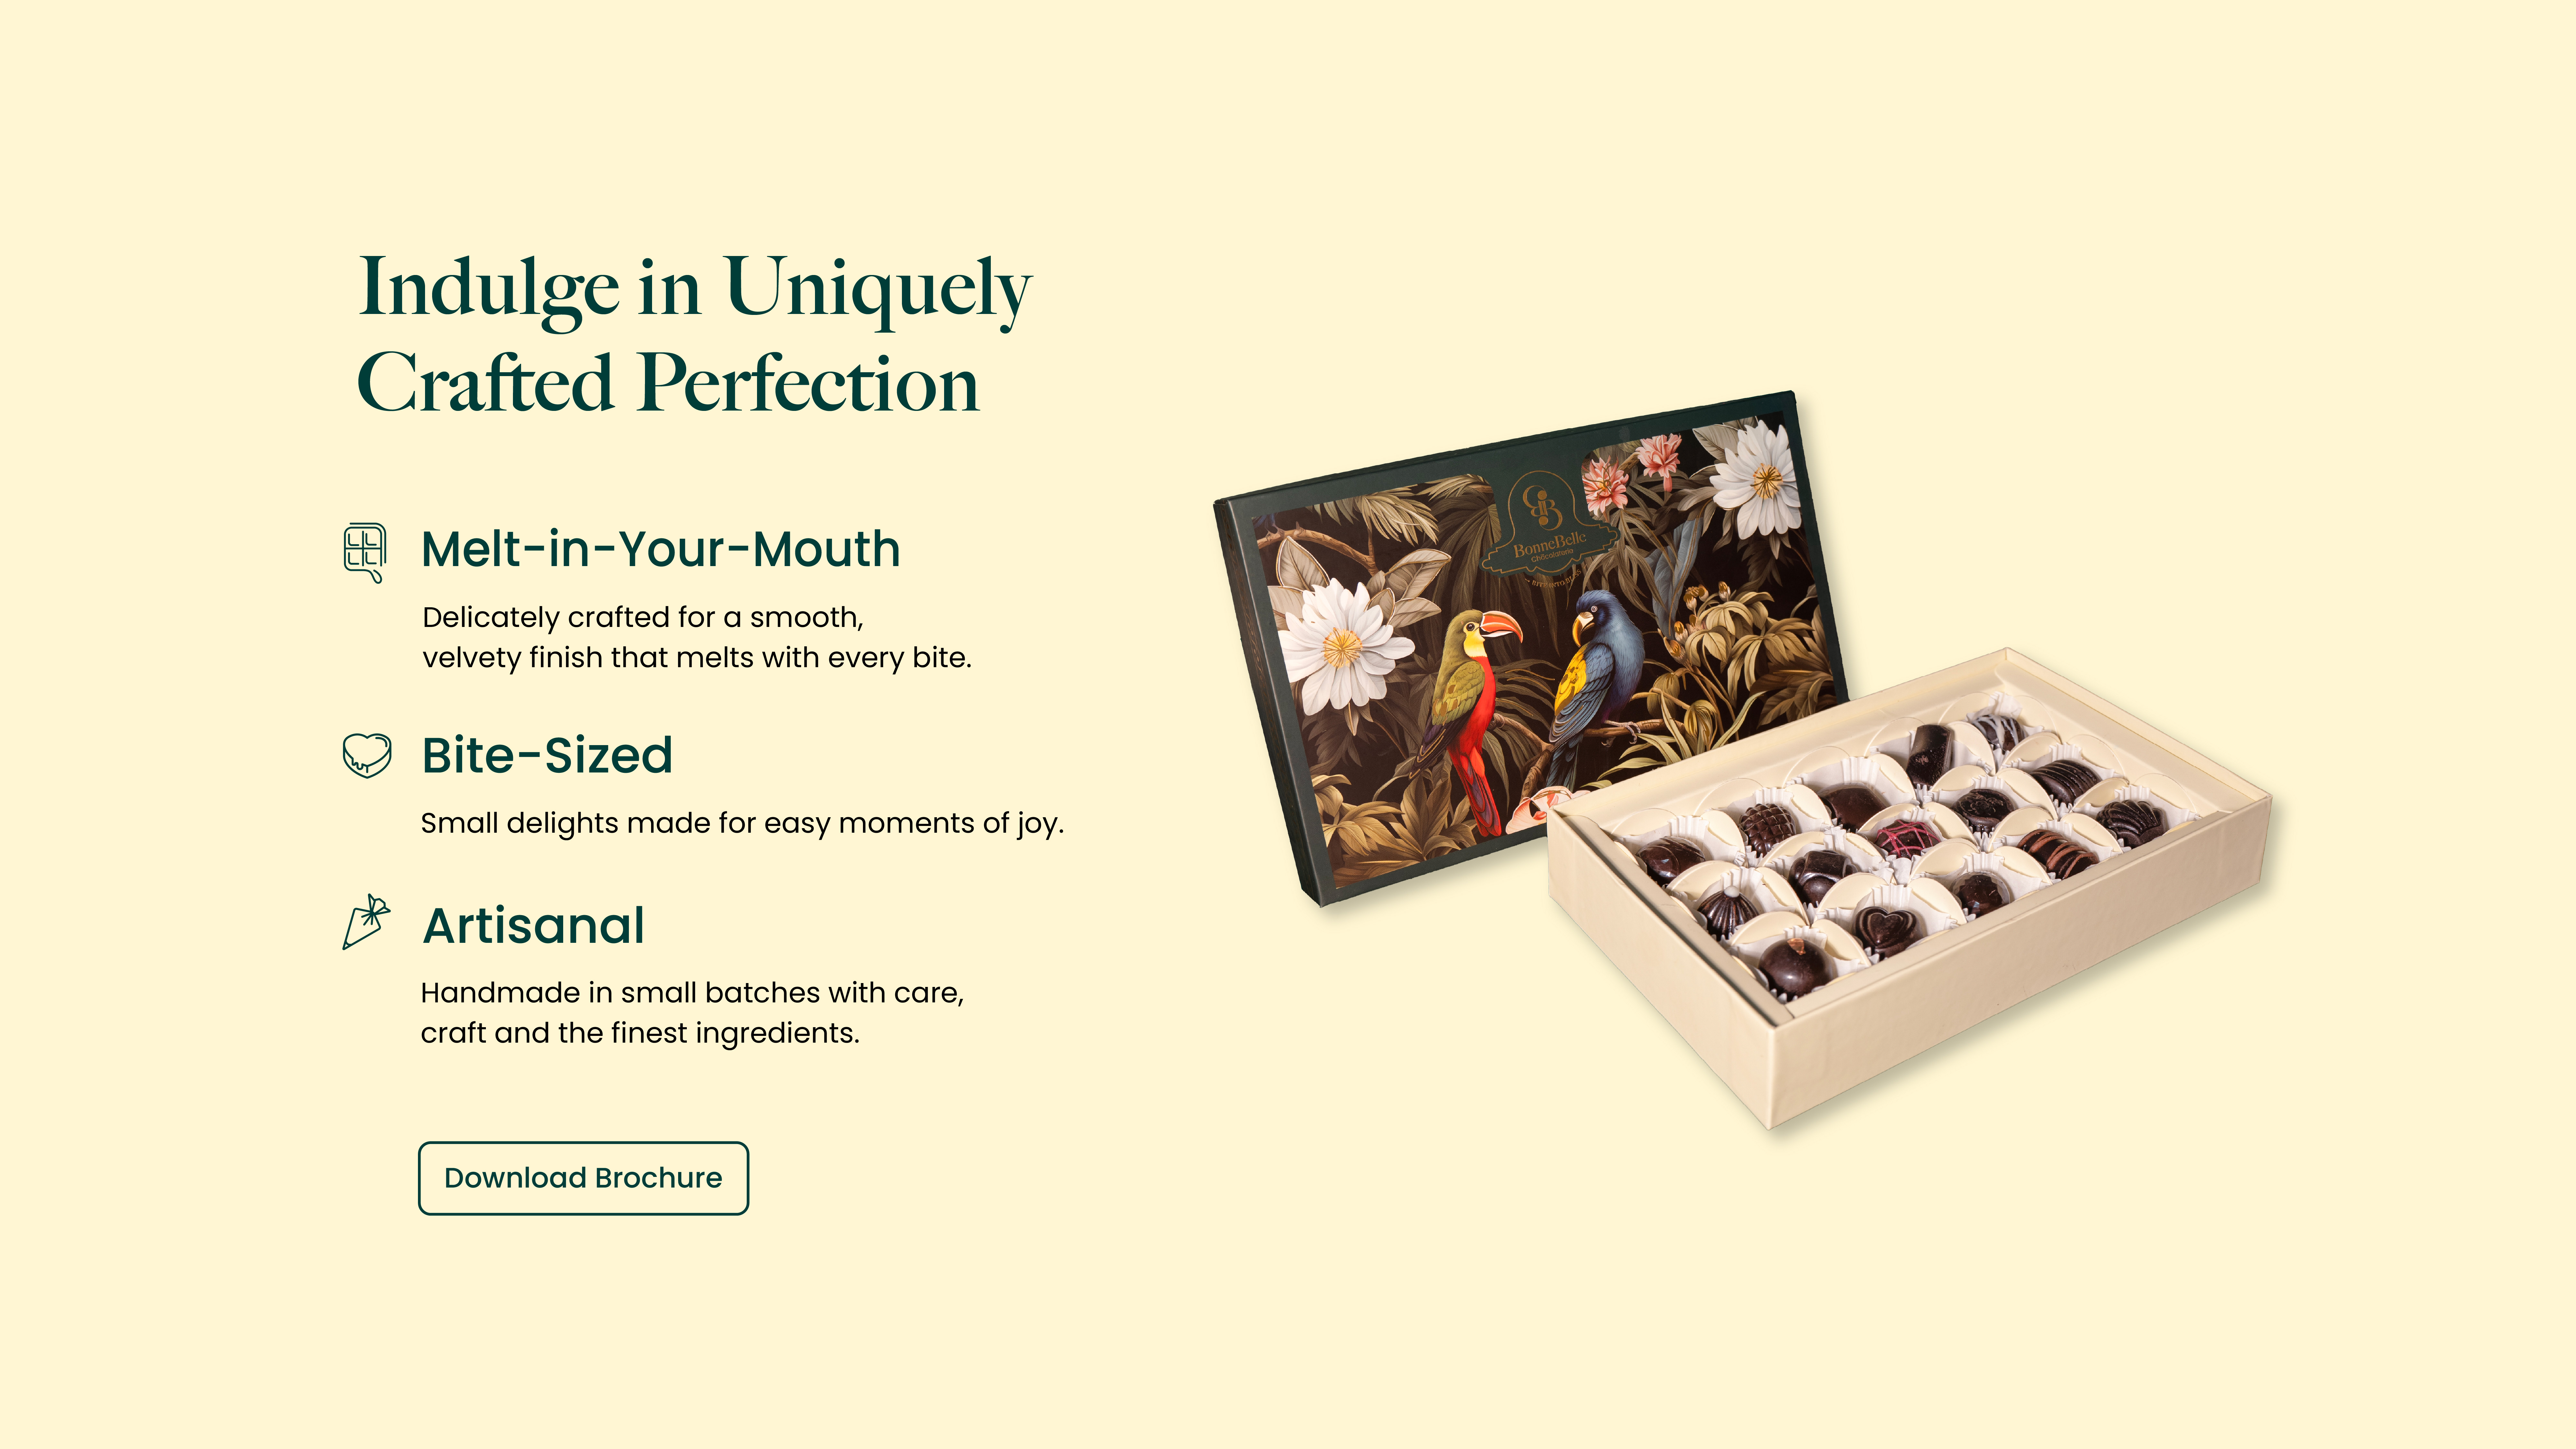 Indulge in Uniquely
Crafted Perfection
Melt-in-Your-Mouth
Delicately crafted for a smooth,
velvety finish that melts with every bite.
Bite-Sized
Small delights made for easy moments of joy.
Artisanal
Handmade in small batches with care,
craft and the finest ingredients.
Download Brochure
BonneBelle
Chocolaterie